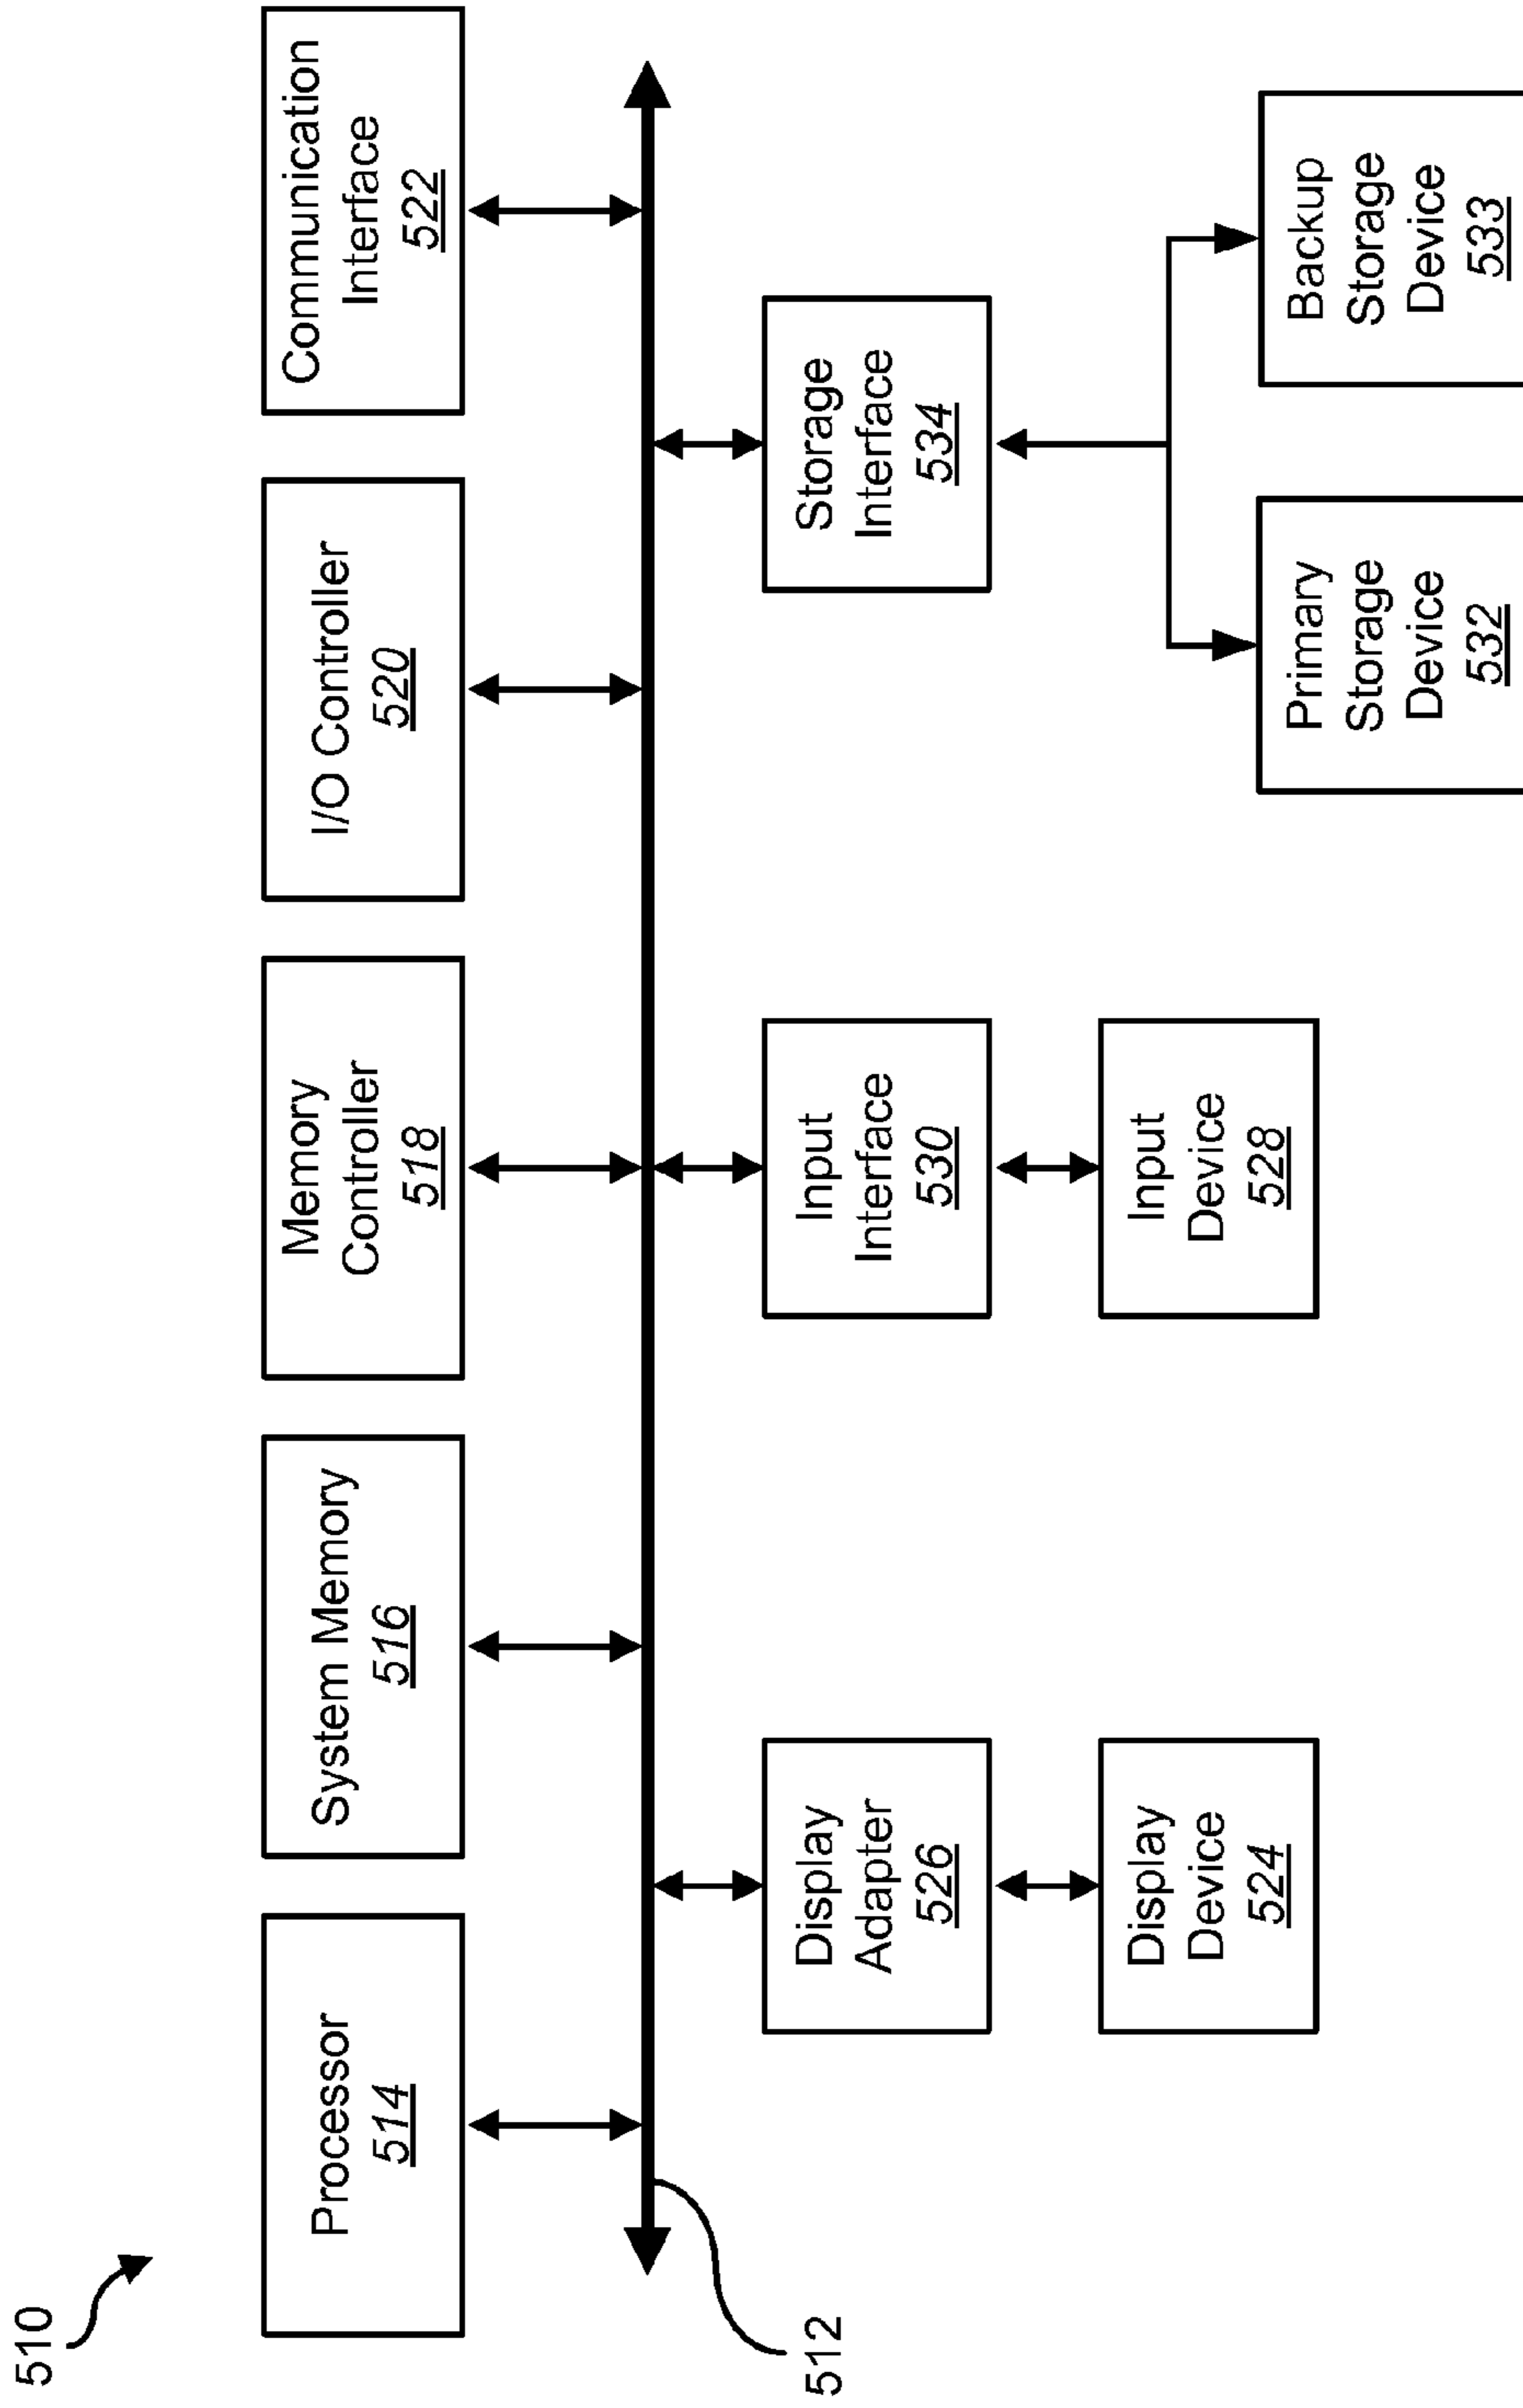 510
Processor
514
System Memory
516
Memory
Controller
518
I/O Controller
520
Communication
Interface
522
512
Display
Adapter
526
Input
Interface
530
Storage
Interface
534
Display
Device
524
Input
Device
528
Primary
Storage
Device
532
Backup
Storage
Device
533